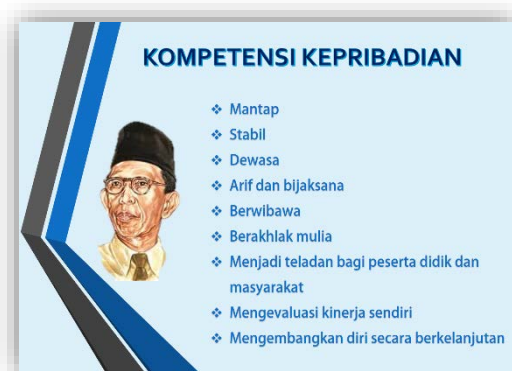 KOMPETENSI KEPRIBADIAN
❖ Mantap
❖ Stabil
❖ Dewasa
❖ Arif dan bijaksana
❖ Berwibawa
❖ Berakhlak mulia
❖ Menjadi teladan bagi peserta didik dan
masyarakat
❖ Mengevaluasi kinerja sendiri
❖ Mengembangkan diri secara berkelanjutan